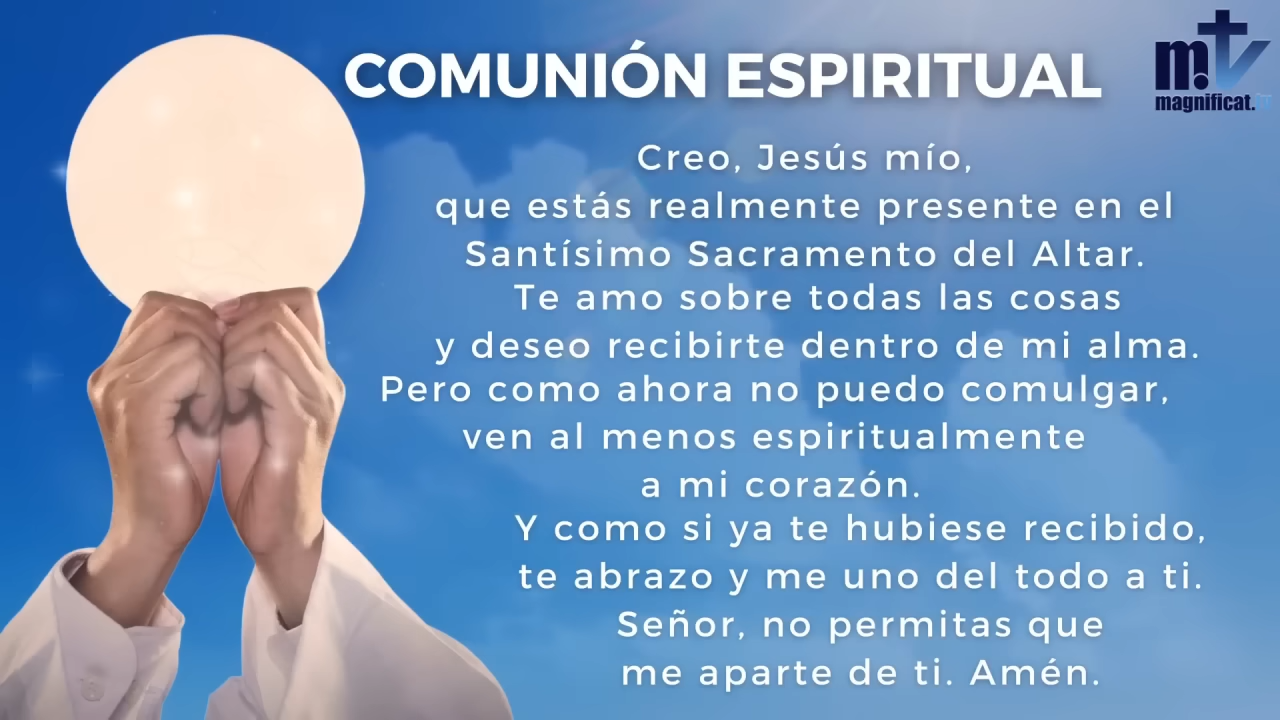 COMUNIÓN ESPIRITUAL
mtv
magnificat.tv
Creo, Jesús mío,
que estás realmente presente en el
Santísimo Sacramento del Altar.
Te amo sobre todas las cosas
y deseo recibirte dentro de mi alma.
Pero como ahora no puedo comulgar,
ven al menos espiritualmente
a mi corazón.
Y como si ya te hubiese recibido,
te abrazo y me uno del todo a ti.
Señor, no permitas que
me aparte de ti. Amén.